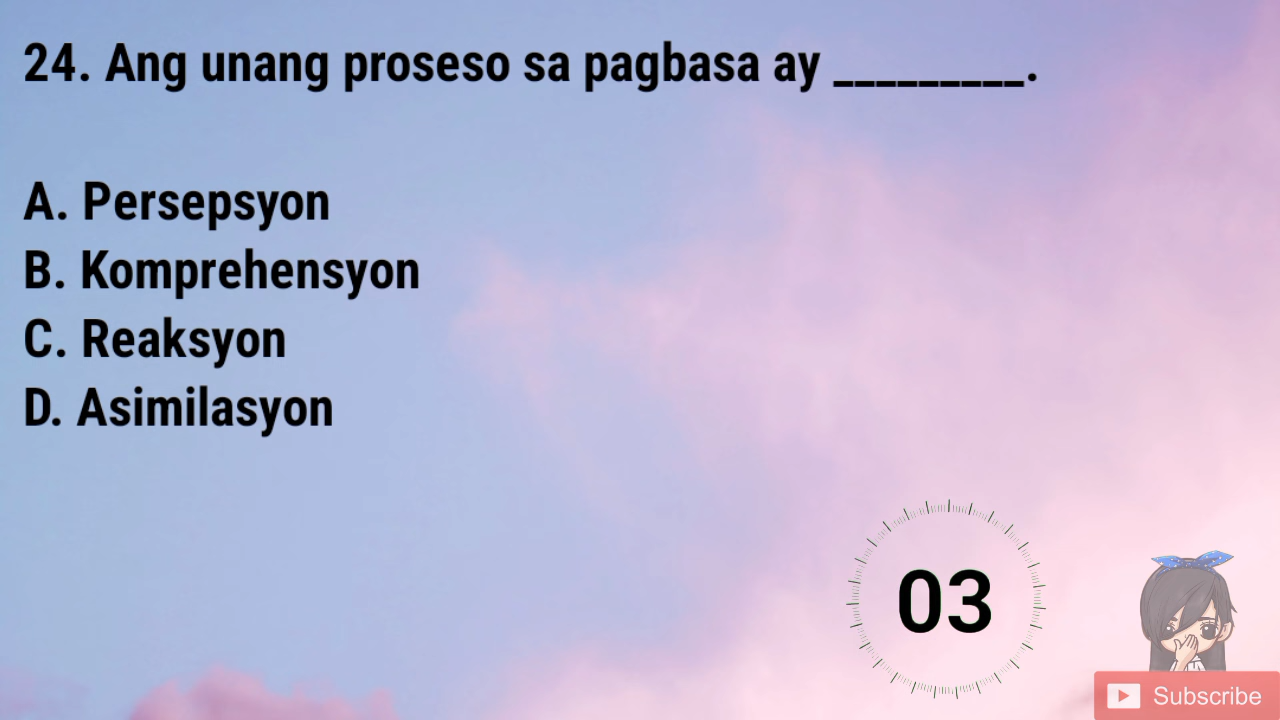 24. Ang unang proseso sa pagbasa ay _________.
A. Persepsyon
B. Komprehensyon
C. Reaksyon
D. Asimilasyon
03
Subscribe